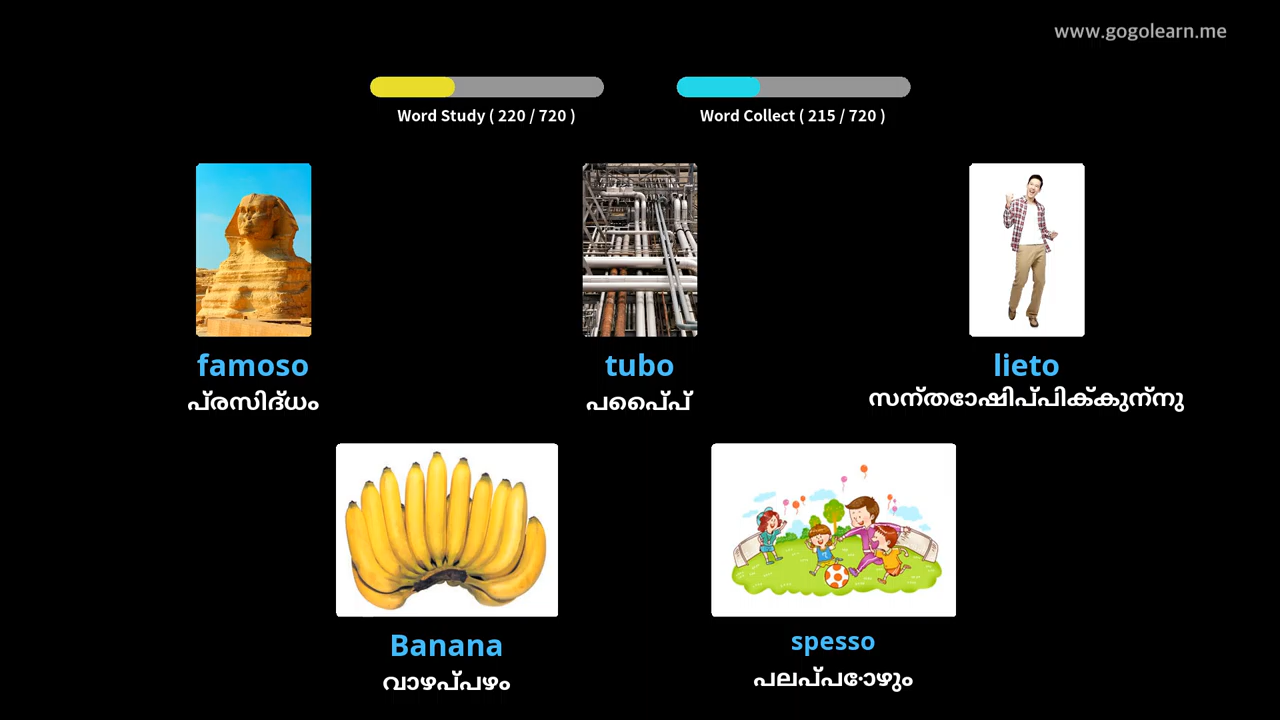 www.gogolearn.me
Word Study ( 220 / 720 )
Word Collect ( 215 / 720 )
famoso
പ്രസിദ്ധം
tubo
പപൈ്പ്
lieto
സന്തോഷിപ്പിക്കുന്നു
Banana
വാഴപ്പഴം
spesso
പലപ്പോഴും